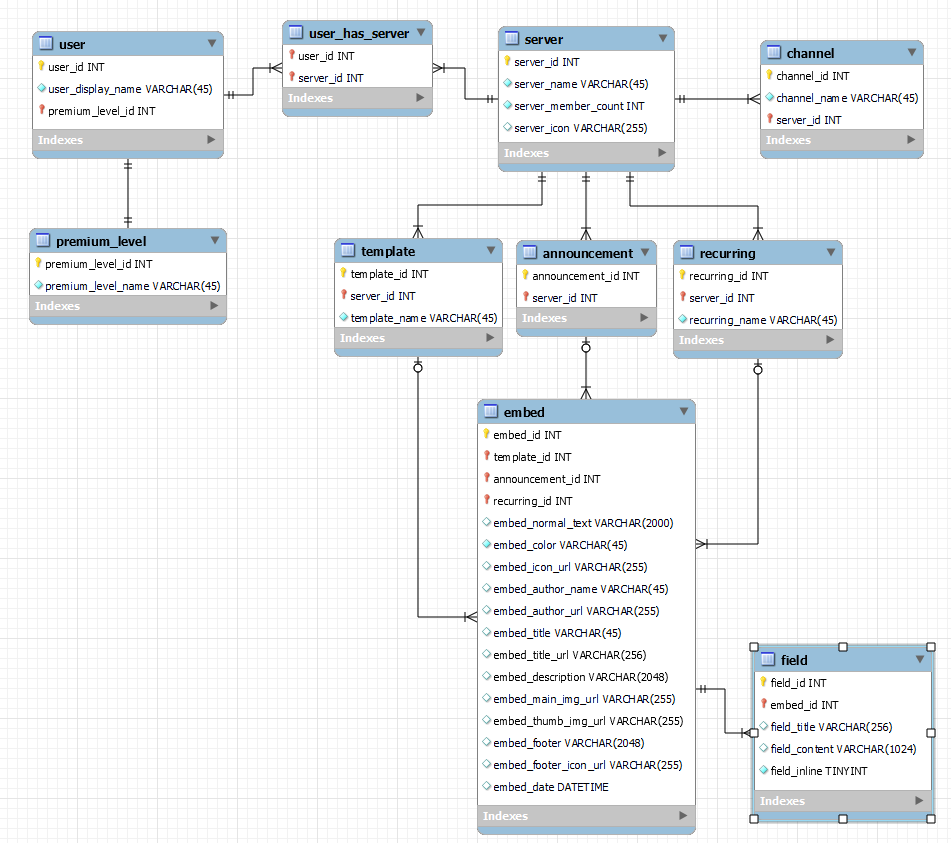 user
user_id INT
user_display_name VARCHAR(45)
premium_level_id INT
Indexes
user_has_server
user_id INT
server_id INT
Indexes
server
server_id INT
server_name VARCHAR(45)
server_member_count INT
server_icon VARCHAR(255)
Indexes
channel
channel_id INT
channel_name VARCHAR(45)
server_id INT
Indexes
premium_level
premium_level_id INT
premium_level_name VARCHAR(45)
Indexes
template
template_id INT
server_id INT
template_name VARCHAR(45)
Indexes
announcement
announcement_id INT
server_id INT
Indexes
recurring
recurring_id INT
server_id INT
recurring_name VARCHAR(45)
Indexes
embed
embed_id INT
template_id INT
announcement_id INT
recurring_id INT
embed_normal_text VARCHAR(2000)
embed_color VARCHAR(45)
embed_icon_url VARCHAR(255)
embed_author_name VARCHAR(45)
embed_author_url VARCHAR(255)
embed_title VARCHAR(45)
embed_title_url VARCHAR(256)
embed_description VARCHAR(2048)
embed_main_img_url VARCHAR(255)
embed_thumb_img_url VARCHAR(255)
embed_footer VARCHAR(2048)
embed_footer_icon_url VARCHAR(255)
embed_date DATETIME
Indexes
field
field_id INT
embed_id INT
field_title VARCHAR(256)
field_content VARCHAR(1024)
field_inline TINYINT
Indexes